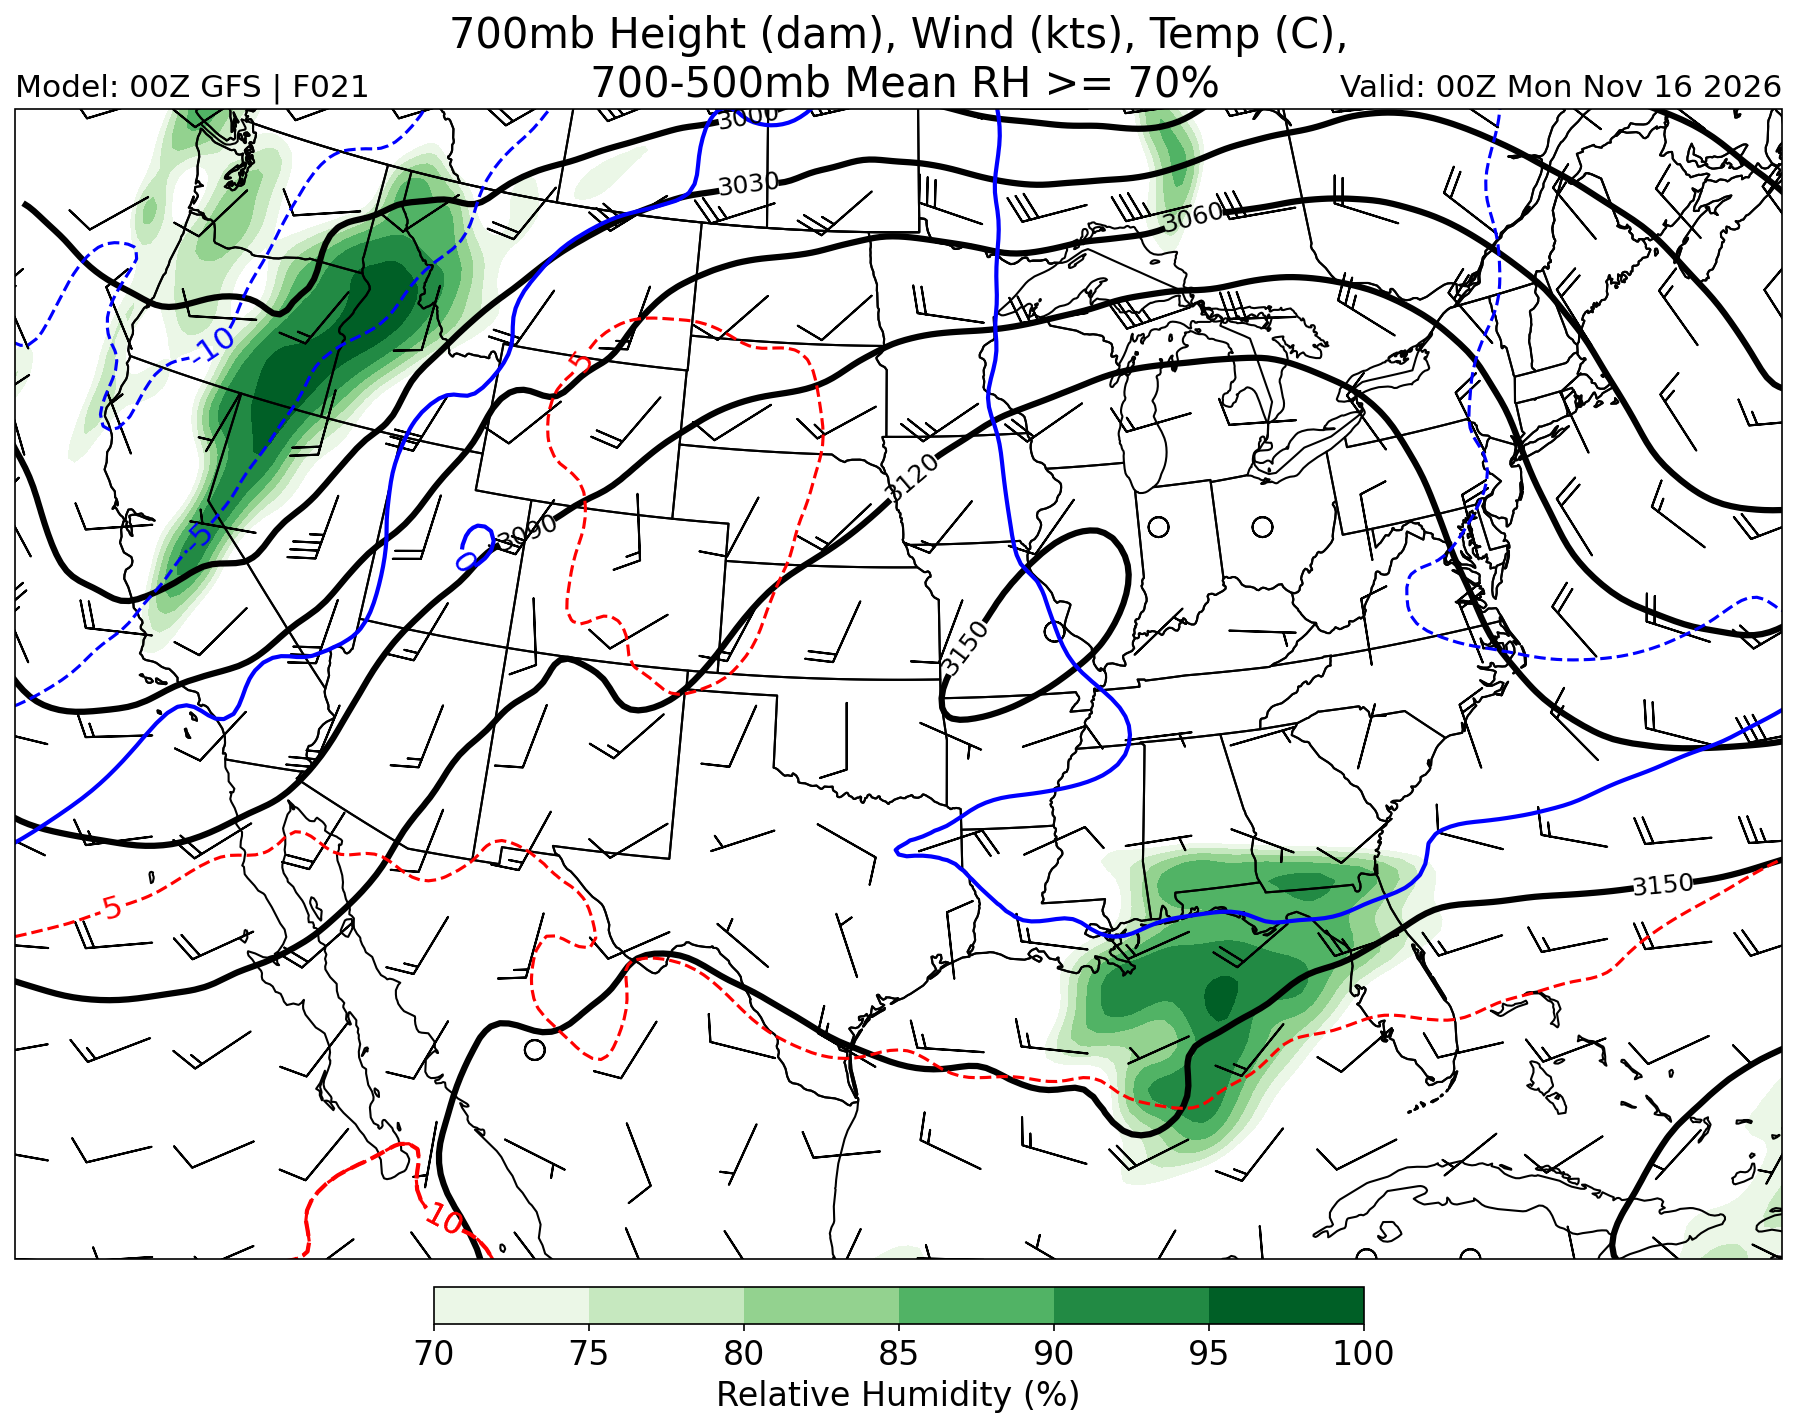 700mb Height (dam), Wind (kts), Temp (C),
700-500mb Mean RH >= 70%
Model: 00Z GFS | F021
Valid: 00Z Mon Nov 16 2026
3000
3030
3060
-10
5
3120
-5
0
3090
3150
5
3150
10
70 75 80 85 90 95 100
Relative Humidity (%)